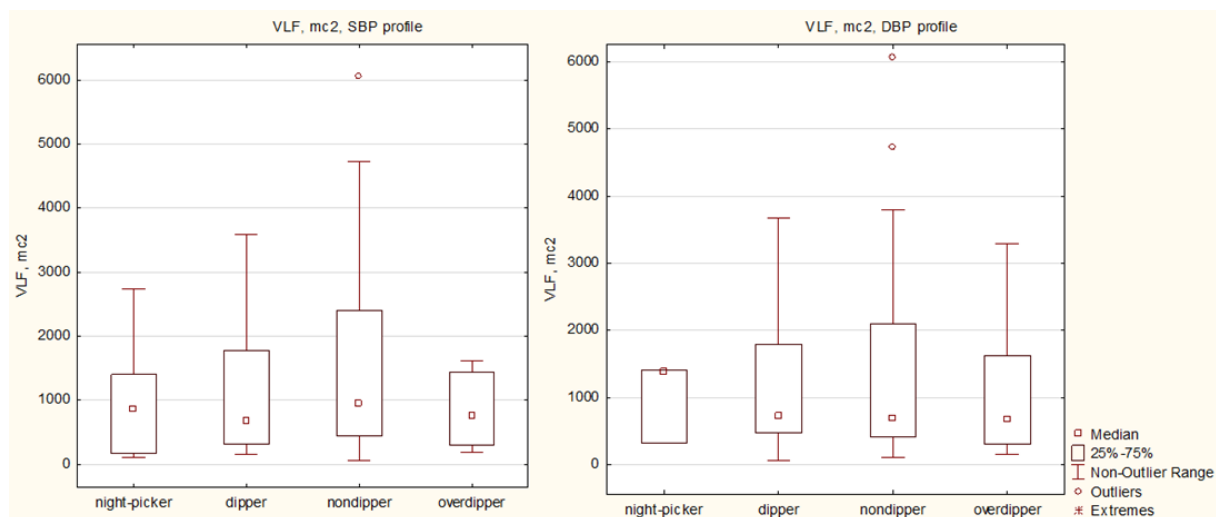 VLF, mc2, SBP profile
VLF, mc2
6000
5000
4000
3000
2000
1000
0
night-picker dipper nondipper overdipper
VLF, mc2, DBP profile
VLF, mc2
6000
5000
4000
3000
2000
1000
0
night-picker dipper nondipper overdipper
Median
25%-75%
Non-Outlier Range
Outliers
Extremes